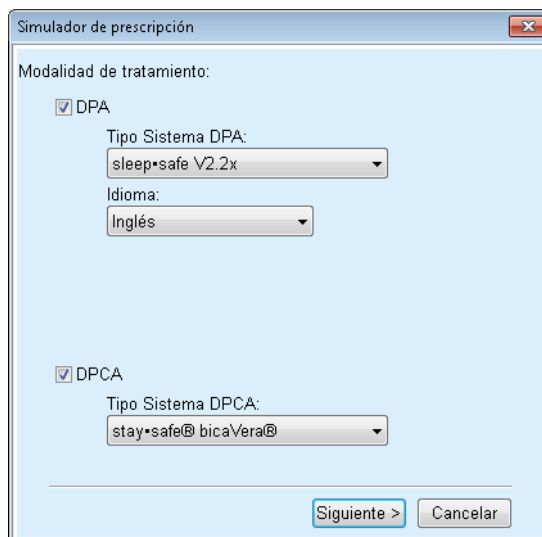 Simulador de prescripción
Modalidad de tratamiento:
DPA
Tipo Sistema DPA:
sleep•safe V2.2x
Idioma:
Inglés
DPCA
Tipo Sistema DPCA:
stay•safe® bicaVera®
Siguiente > Cancelar